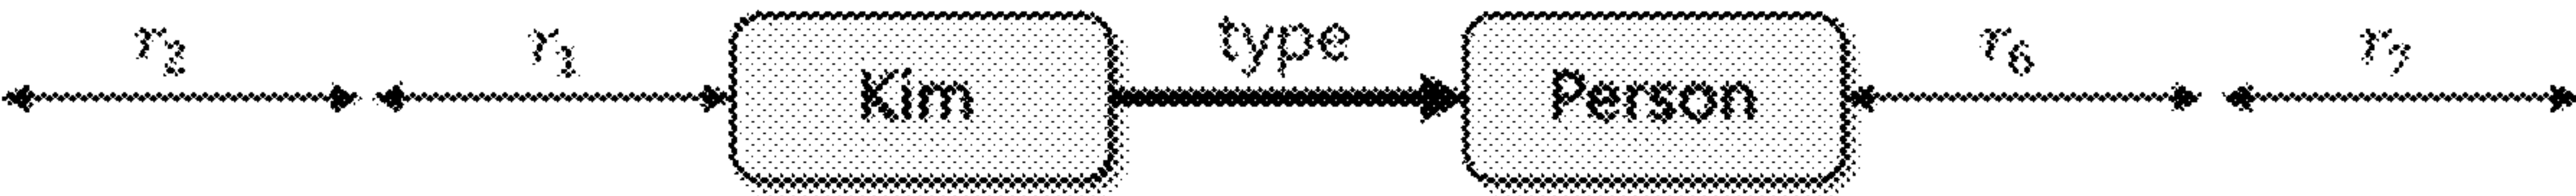 r₂ r₁ Kim type Person r₆ r₇